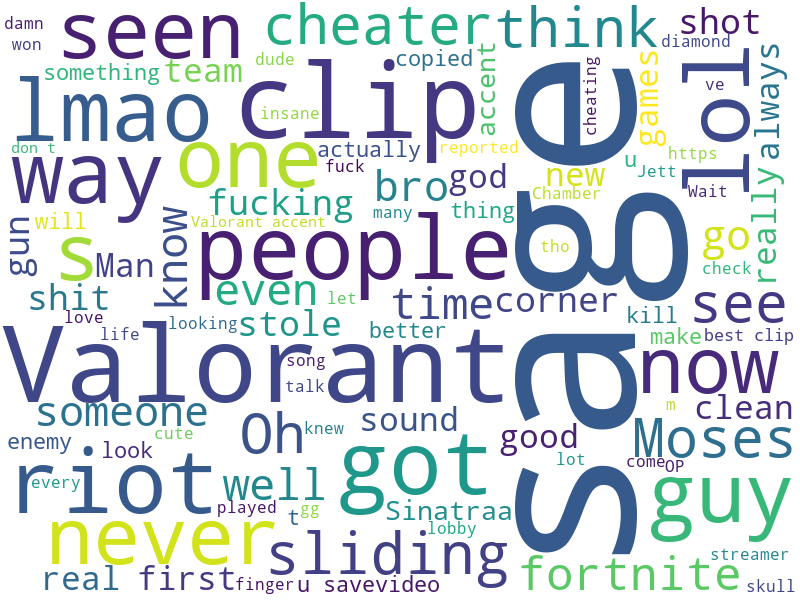 damn
won
seen
cheater
think
shot
diamond
something
team
dude
copied
accent
cheating
games
lol
ve
always
lmao
clip
insane
sage
don t
way
one
actually
fuck
reported
bro
god
new
u
Jett
https
Wait
Chamber
fucking
many
thing
gun
will
s
Man
know
Valorant accent
people
tho
go
really
check
shit
even
let
time
corner
kill
see
love
life
looking
stole
better
make
best clip
Valorant
song
talk
now
someone
Oh
knew
sound
good
m
clean
enemy
cute
look
riot
every
well
got
lot
Moses
come
OP
played
t
gg
Sinatraa
lobby
guy
never
sliding
streamer
real
first
finger
u savevideo
fortnite
skull